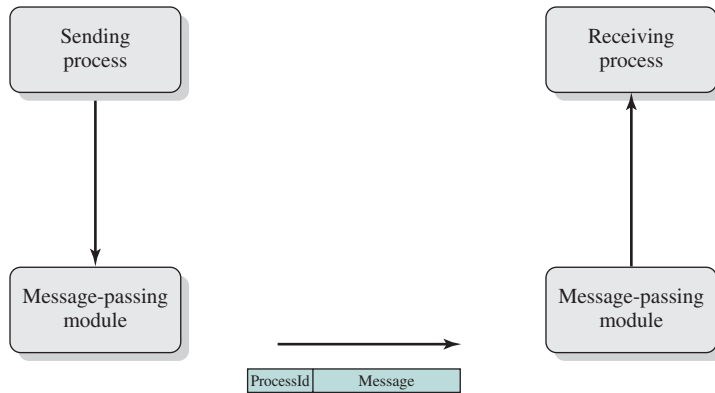 Sending
process
Receiving
process
Message-passing
module
Message-passing
module
ProcessId Message